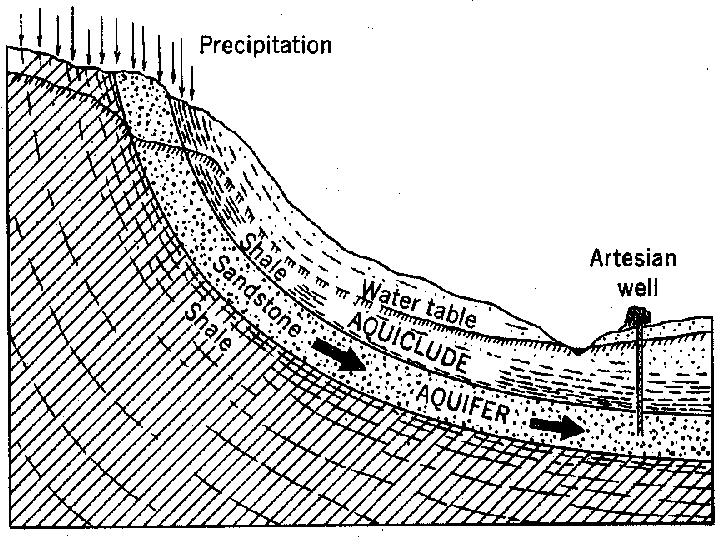 Precipitation
Artesian
well
Shale
Sandstone
Shale
Water table
AQUICLUDE
AQUIFER